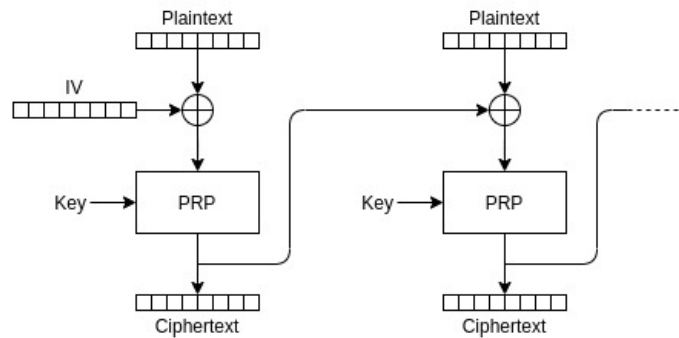 Plaintext
Plaintext
IV
Key
PRP
Key
PRP
Ciphertext
Ciphertext